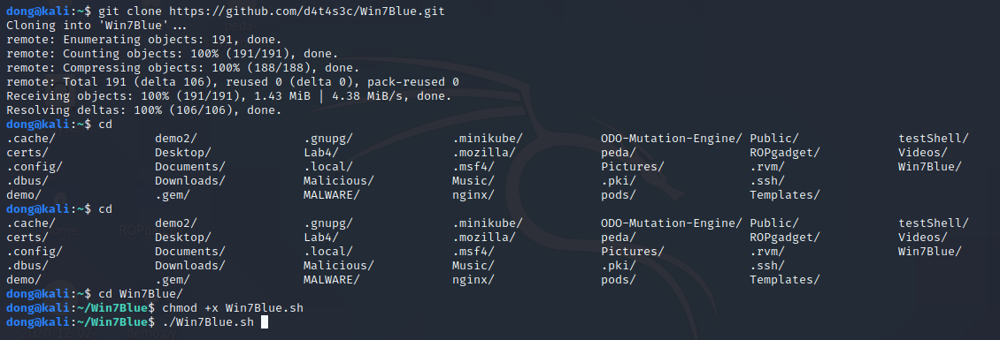 dong@kali:~$ git clone https://github.com/d4t4s3c/Win7Blue.git
Cloning into 'Win7Blue'...
remote: Enumerating objects: 191, done.
remote: Counting objects: 100% (191/191), done.
remote: Compressing objects: 100% (188/188), done.
remote: Total 191 (delta 106), reused 0 (delta 0), pack-reused 0
Receiving objects: 100% (191/191), 1.43 MiB | 4.38 MiB/s, done.
Resolving deltas: 100% (106/106), done.
dong@kali:~$ cd
.cache/ demo2/ .gnupg/ .minikube/ ODO-Mutation-Engine/ Public/ testShell/
certs/ Desktop/ Lab4/ .mozilla/ peda/ ROPgadget/ Videos/
.config/ Documents/ .local/ .msf4/ Pictures/ .rvm/ Win7Blue/
.dbus/ Downloads/ Malicious/ Music/ .pki/ .ssh/
demo/ .gem/ MALWARE/ nginx/ pods/ Templates/
dong@kali:~$ cd
.cache/ demo2/ .gnupg/ .minikube/ ODO-Mutation-Engine/ Public/ testShell/
certs/ Desktop/ Lab4/ .mozilla/ peda/ ROPgadget/ Videos/
.config/ Documents/ .local/ .msf4/ Pictures/ .rvm/ Win7Blue/
.dbus/ Downloads/ Malicious/ Music/ .pki/ .ssh/
demo/ .gem/ MALWARE/ nginx/ pods/ Templates/
dong@kali:~$ cd Win7Blue/
dong@kali:~/Win7Blue$ chmod +x Win7Blue.sh
dong@kali:~/Win7Blue$ ./Win7Blue.sh